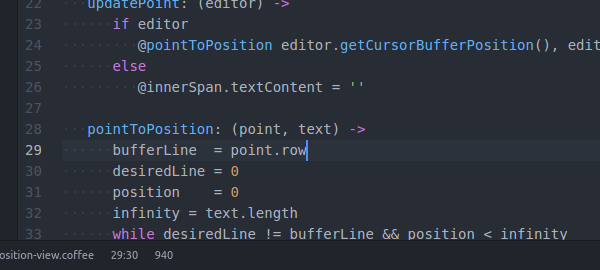 22 updatePoint: (editor) ->
23 if editor
24 @pointToPosition editor.getCursorBufferPosition(),
25 else
26 @innerSpan.textContent = ''
27
28 pointToPosition: (point, text) ->
29 bufferLine = point.row
30 desiredLine = 0
31 position = 0
32 infinity = text.length
33 while desiredLine != bufferLine && position < infinity
osition-view.coffee 29:30 940